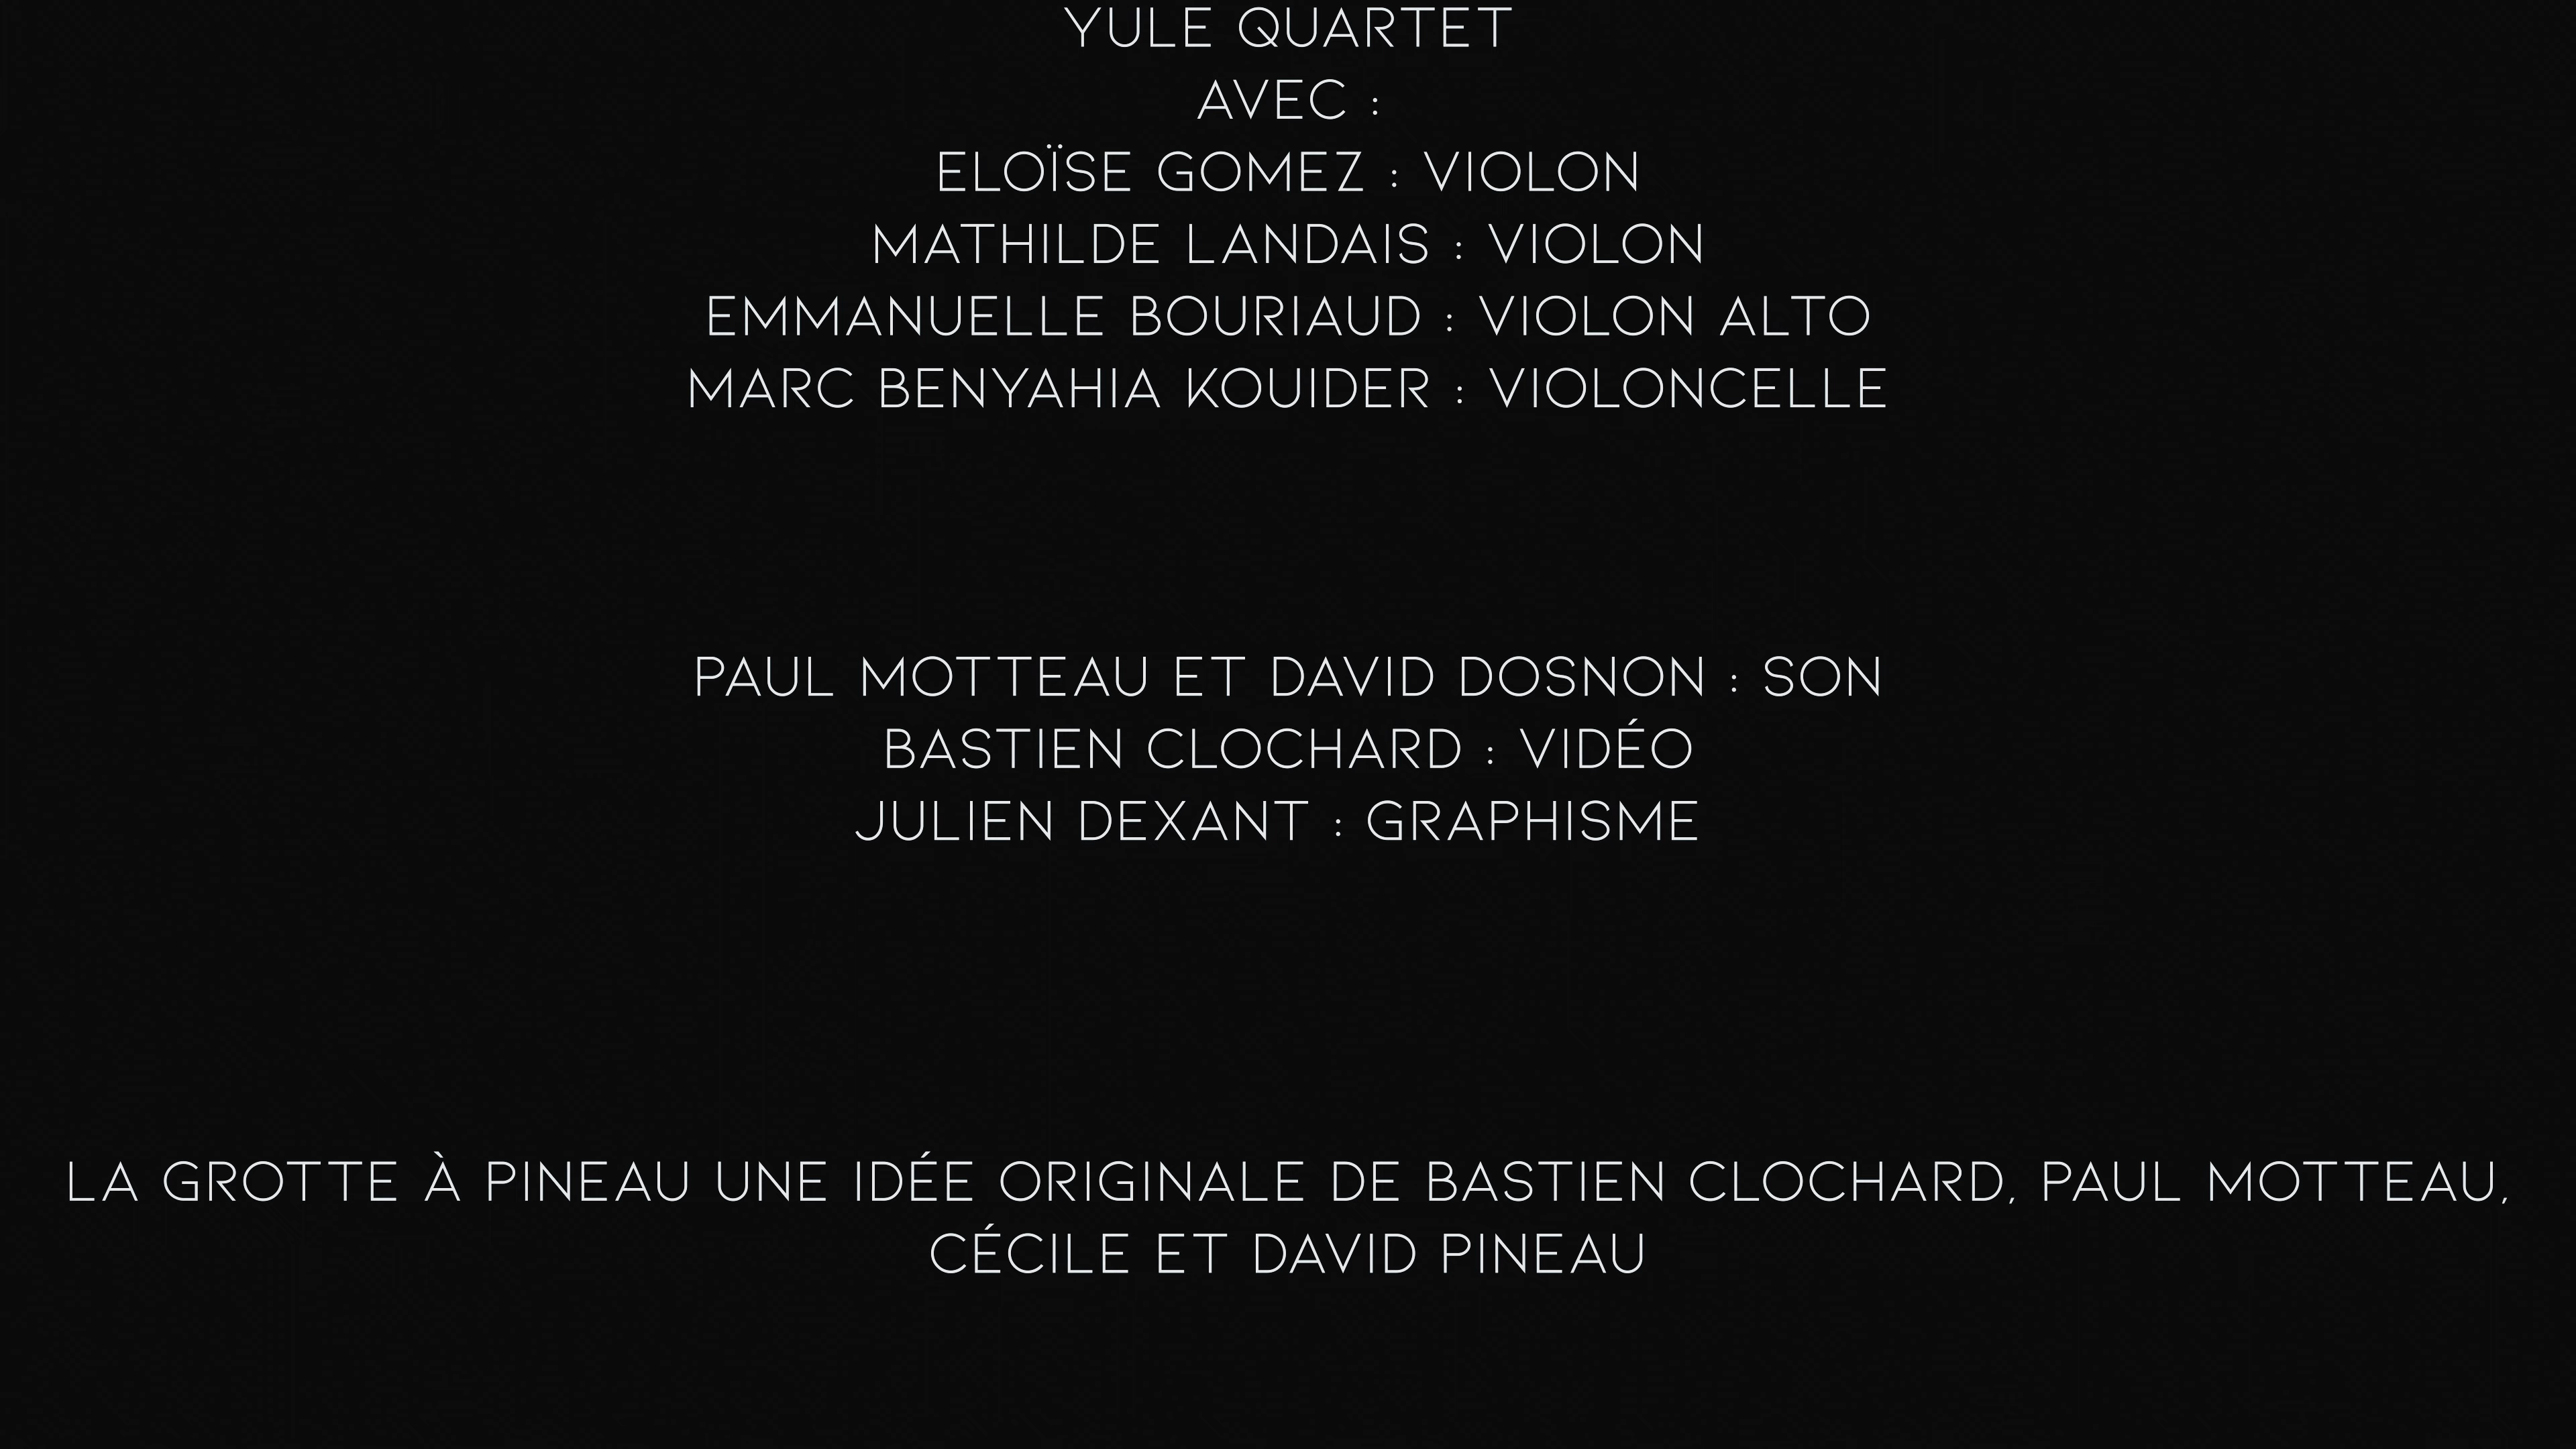 YULE QUARTET
AVEC :
ELOÏSE GOMEZ : VIOLON
MATHILDE LANDAIS : VIOLON
EMMANUELLE BOURIAUD : VIOLON ALTO
MARC BENYAHIA KOUIDER : VIOLONCELLE
PAUL MOTTEAU ET DAVID DOSNON : SON
BASTIEN CLOCHARD : VIDÉO
JULIEN DEXANT : GRAPHISME
LA GROTTE À PINEAU UNE IDÉE ORIGINALE DE BASTIEN CLOCHARD, PAUL MOTTEAU,
CÉCILE ET DAVID PINEAU